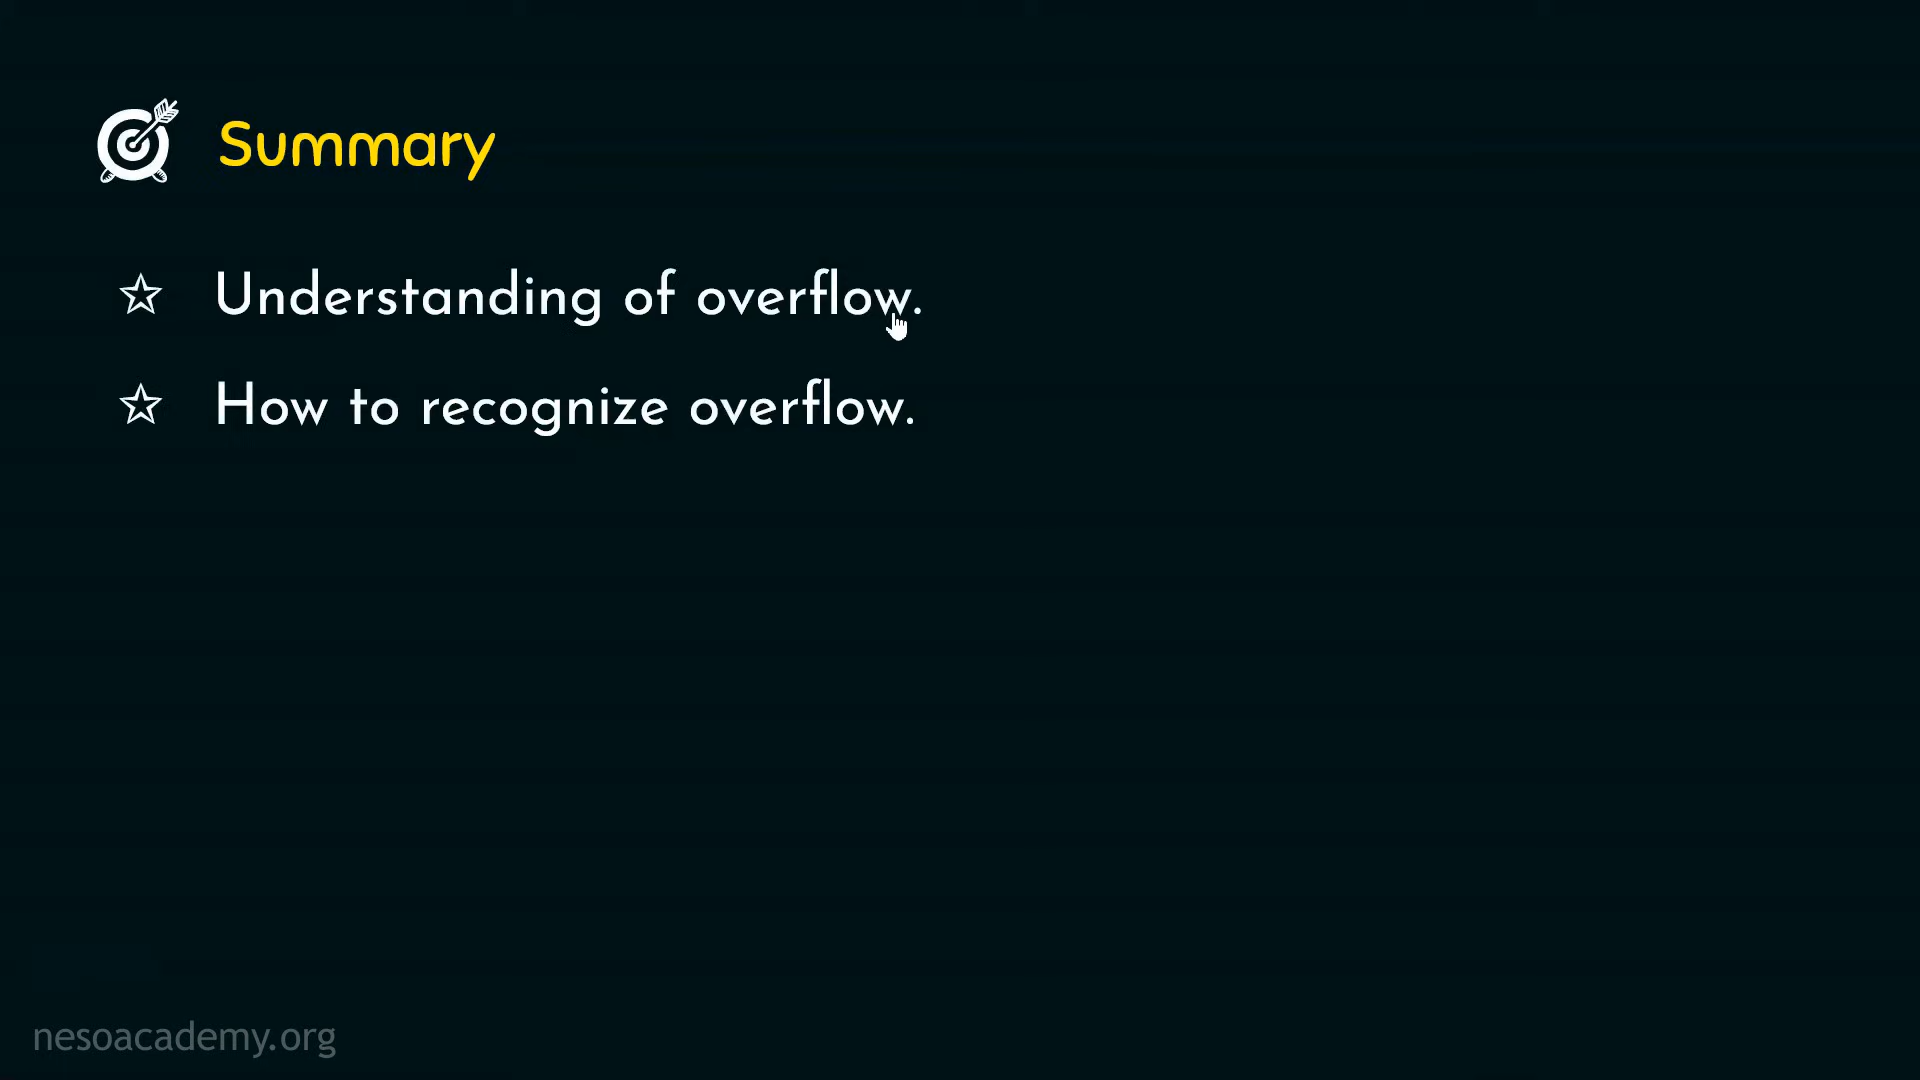 Summary
☆ Understanding of overflow.
☆ How to recognize overflow.
nesoacademy.org